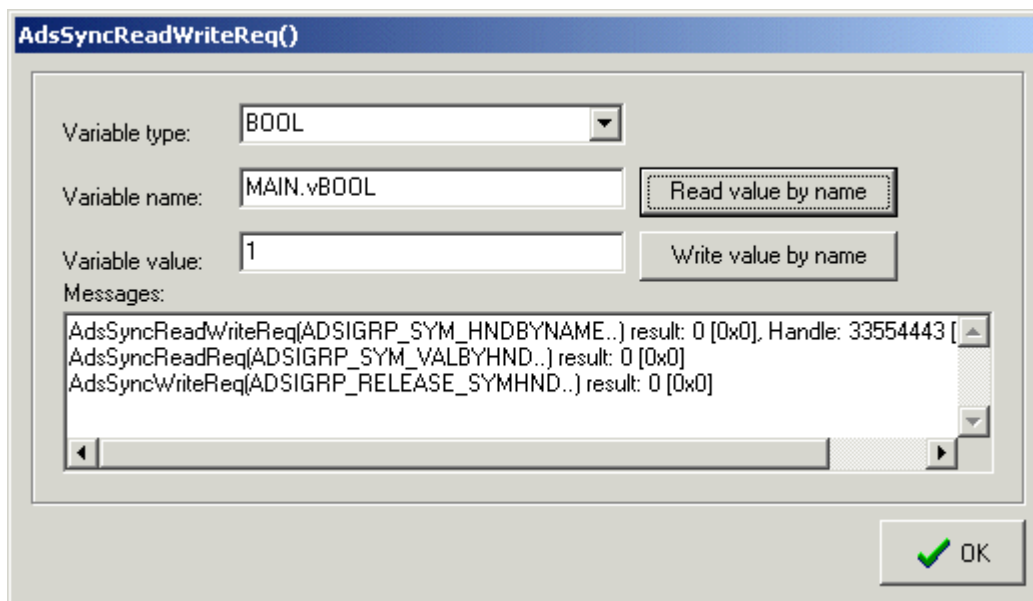 AdsSyncReadWriteReq()
Variable type:
BOOL
Variable name:
MAIN.vBOOL
Read value by name
Variable value:
1
Write value by name
Messages:
AdsSyncReadWriteReq(ADSIGRP_SYM_HNDBYNAME..) result: 0 [0x0], Handle: 33554443 [
AdsSyncReadReq(ADSIGRP_SYM_VALBYHND..) result: 0 [0x0]
AdsSyncWriteReq(ADSIGRP_RELEASE_SYMHND..) result: 0 [0x0]
OK